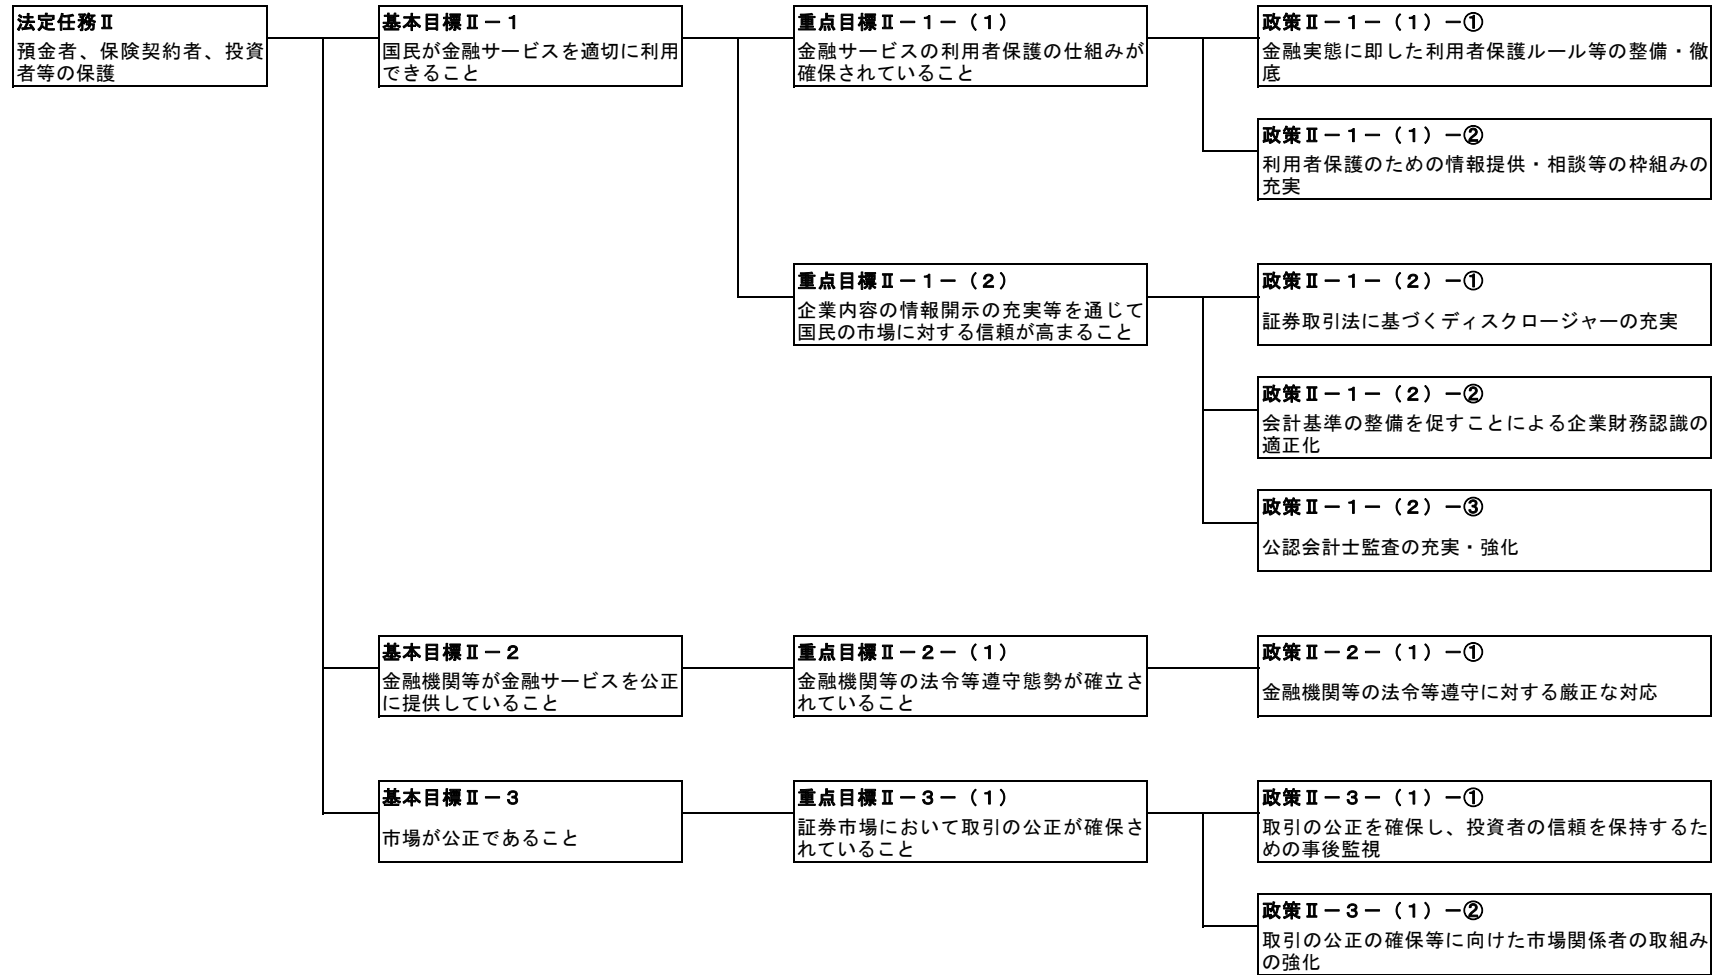 法定任務Ⅱ
預金者、保険契約者、投資
者等の保護
基本目標Ⅱ－１
国民が金融サービスを適切に利用
できること
重点目標Ⅱ－１－（１）
金融サービスの利用者保護の仕組みが
確保されていること
政策Ⅱ－１－（１）－①
金融実態に即した利用者保護ルール等の整備・徹
底
政策Ⅱ－１－（１）－②
利用者保護のための情報提供・相談等の枠組みの
充実
重点目標Ⅱ－１－（２）
企業内容の情報開示の充実等を通じて
国民の市場に対する信頼が高まること
政策Ⅱ－１－（２）－①
証券取引法に基づくディスクロージャーの充実
政策Ⅱ－１－（２）－②
会計基準の整備を促すことによる企業財務認識の
適正化
政策Ⅱ－１－（２）－③
公認会計士監査の充実・強化
基本目標Ⅱ－２
金融機関等が金融サービスを公正
に提供していること
重点目標Ⅱ－２－（１）
金融機関等の法令等遵守態勢が確立さ
れていること
政策Ⅱ－２－（１）－①
金融機関等の法令等遵守に対する厳正な対応
基本目標Ⅱ－３
市場が公正であること
重点目標Ⅱ－３－（１）
証券市場において取引の公正が確保さ
れていること
政策Ⅱ－３－（１）－①
取引の公正を確保し、投資者の信頼を保持するた
めの事後監視
政策Ⅱ－３－（１）－②
取引の公正の確保等に向けた市場関係者の取組み
の強化